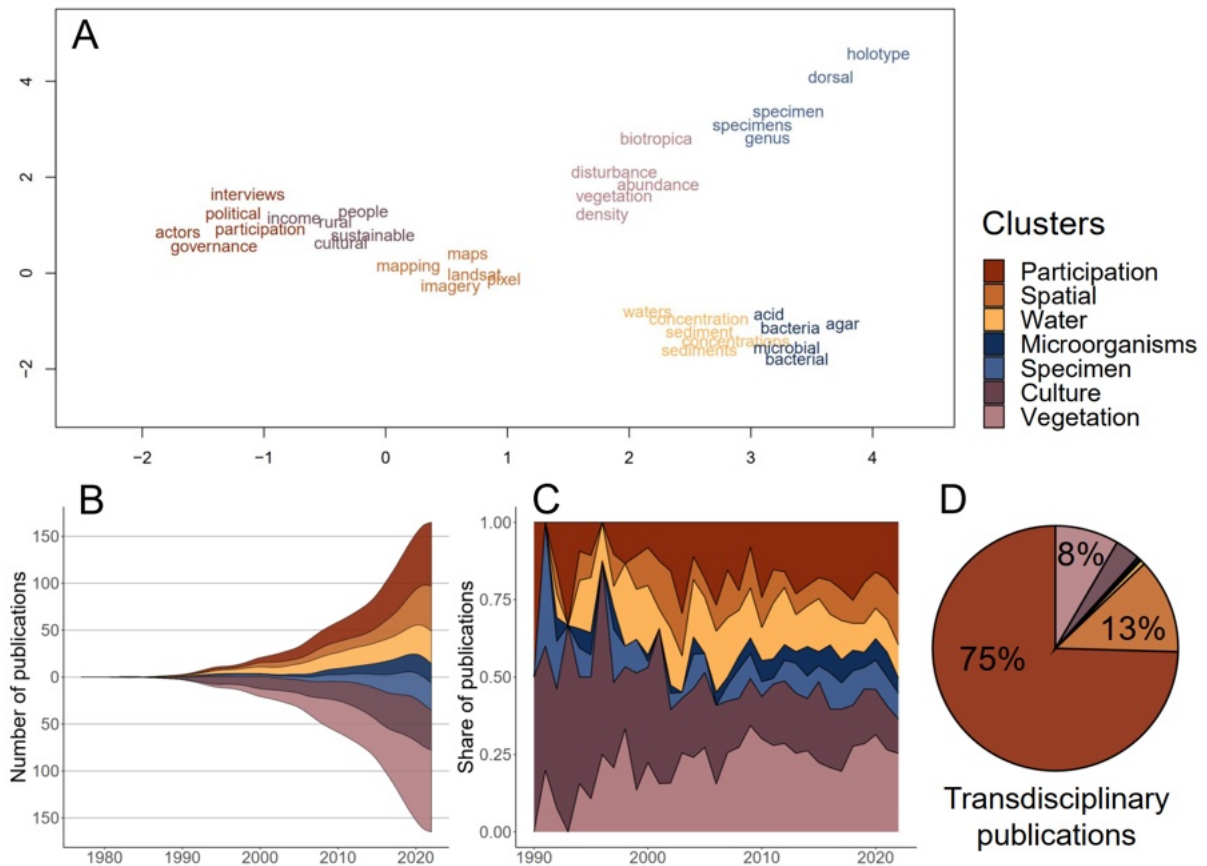 A
holotype
dorsal
specimen
specimens
genus
biotropica
disturbance
abundance
vegetation
density
interviews
political
income
people
rural
actors
participation
sustainable
governance
cultural
maps
mapping
landsat
pixel
imagery
waters
concentration
acid
bacteria
agar
sediment
concentrations
sediments
microbial
bacterial
4
2
0
−2
−2
−1
0
1
2
3
4
Clusters
Participation
Spatial
Water
Microorganisms
Specimen
Culture
Vegetation
B
Number of publications
150
100
50
0
50
100
150
1980
1990
2000
2010
2020
C
Share of publications
1.00
0.75
0.50
0.25
0.00
1990
2000
2010
2020
D
8%
13%
75%
Transdisciplinary
publications